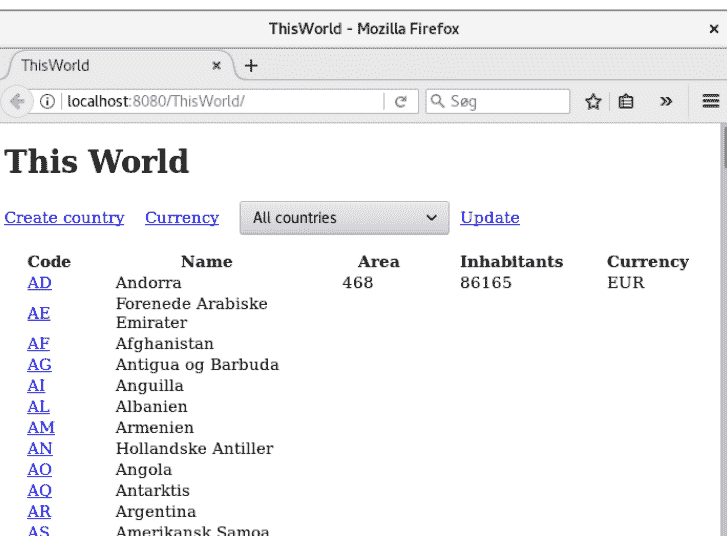 ThisWorld - Mozilla Firefox ×
ThisWorld × +
localhost:8080/ThisWorld/ Søg
This World
Create country Currency All countries Update
Code Name Area Inhabitants Currency
AD Andorra 468 86165 EUR
AE Forenede Arabiske
Emirater
AF Afghanistan
AG Antigua og Barbuda
AI Anguilla
AL Albanien
AM Armenien
AN Hollandske Antiller
AO Angola
AQ Antarktis
AR Argentina
AS Amerikansk Samoa